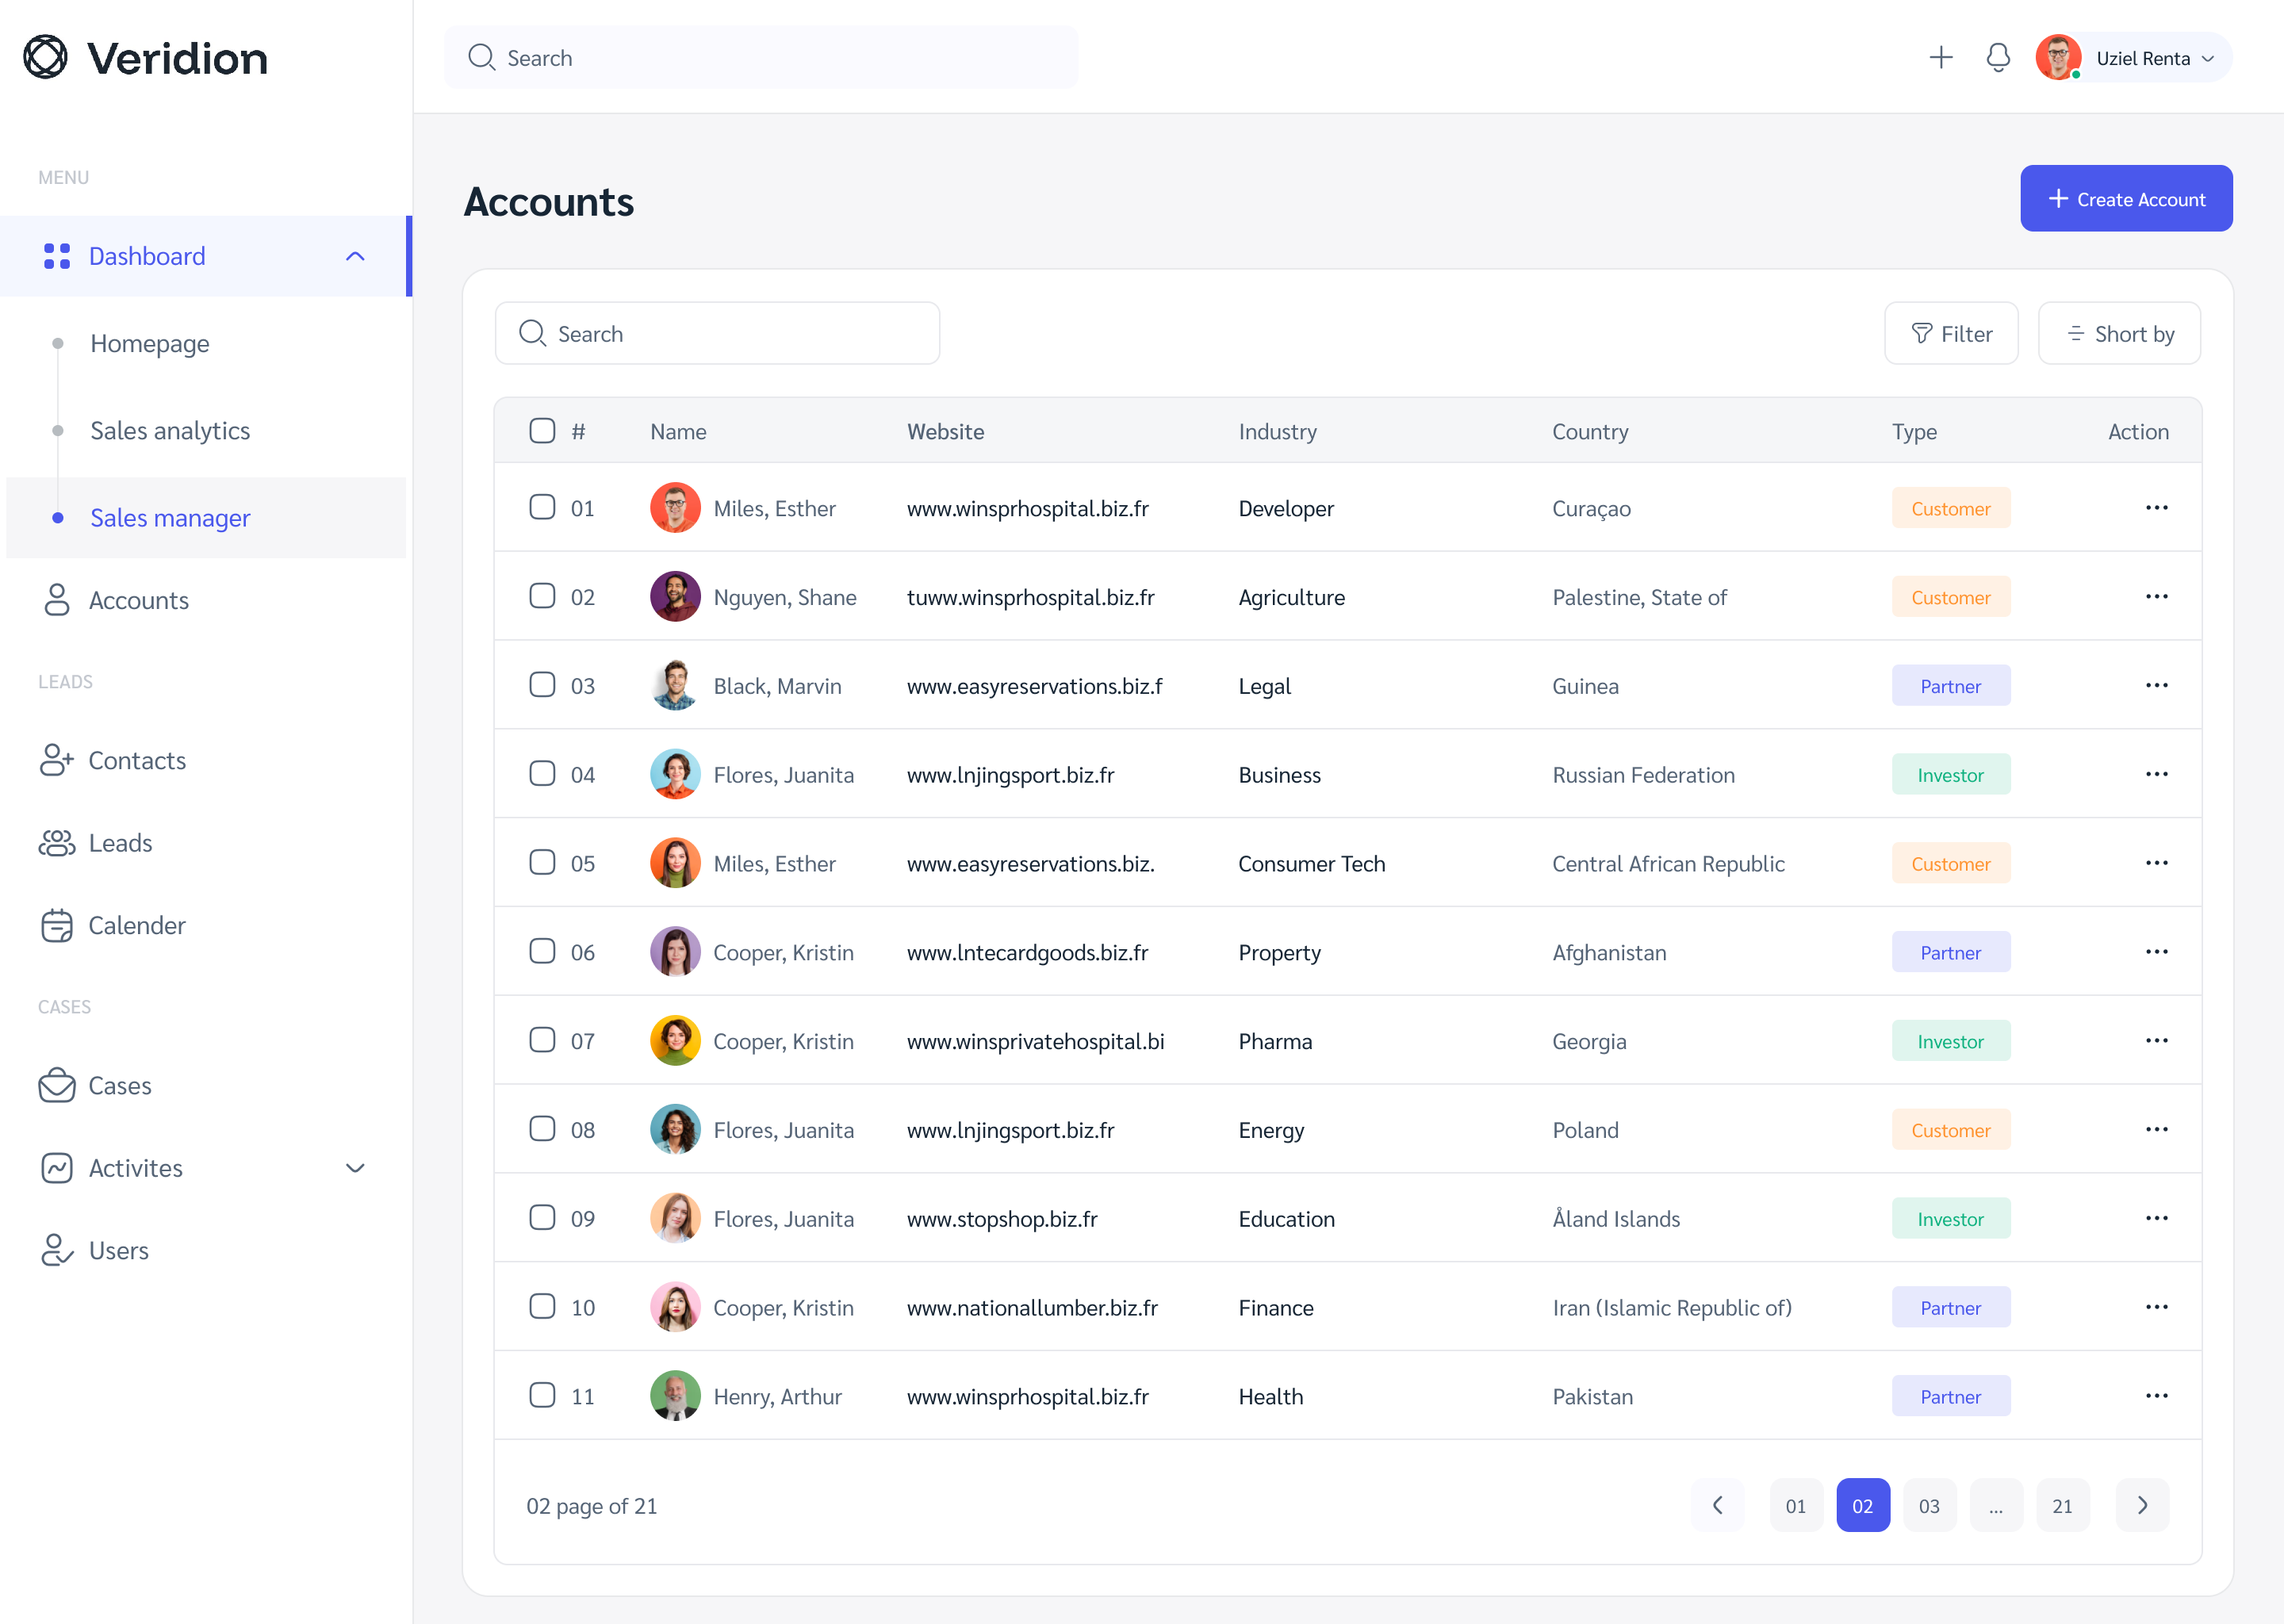 Veridion
Search
Uziel Renta
MENU
Dashboard
Homepage
Sales analytics
Sales manager
Accounts
LEADS
Contacts
Leads
Calender
CASES
Cases
Activites
Users
Accounts
+ Create Account
Search
Filter
Short by
# Name Website Industry Country Type Action
01 Miles, Esther www.winsprhospital.biz.fr Developer Curaçao Customer ...
02 Nguyen, Shane tuww.winsprhospital.biz.fr Agriculture Palestine, State of Customer ...
03 Black, Marvin www.easyreservations.biz.f Legal Guinea Partner ...
04 Flores, Juanita www.lnjingsport.biz.fr Business Russian Federation Investor ...
05 Miles, Esther www.easyreservations.biz. Consumer Tech Central African Republic Customer ...
06 Cooper, Kristin www.lntecardgoods.biz.fr Property Afghanistan Partner ...
07 Cooper, Kristin www.winsprivatehospital.bi Pharma Georgia Investor ...
08 Flores, Juanita www.lnjingsport.biz.fr Energy Poland Customer ...
09 Flores, Juanita www.stopshop.biz.fr Education Åland Islands Investor ...
10 Cooper, Kristin www.nationallumber.biz.fr Finance Iran (Islamic Republic of) Partner ...
11 Henry, Arthur www.winsprhospital.biz.fr Health Pakistan Partner ...
02 page of 21
01 02 03 ... 21